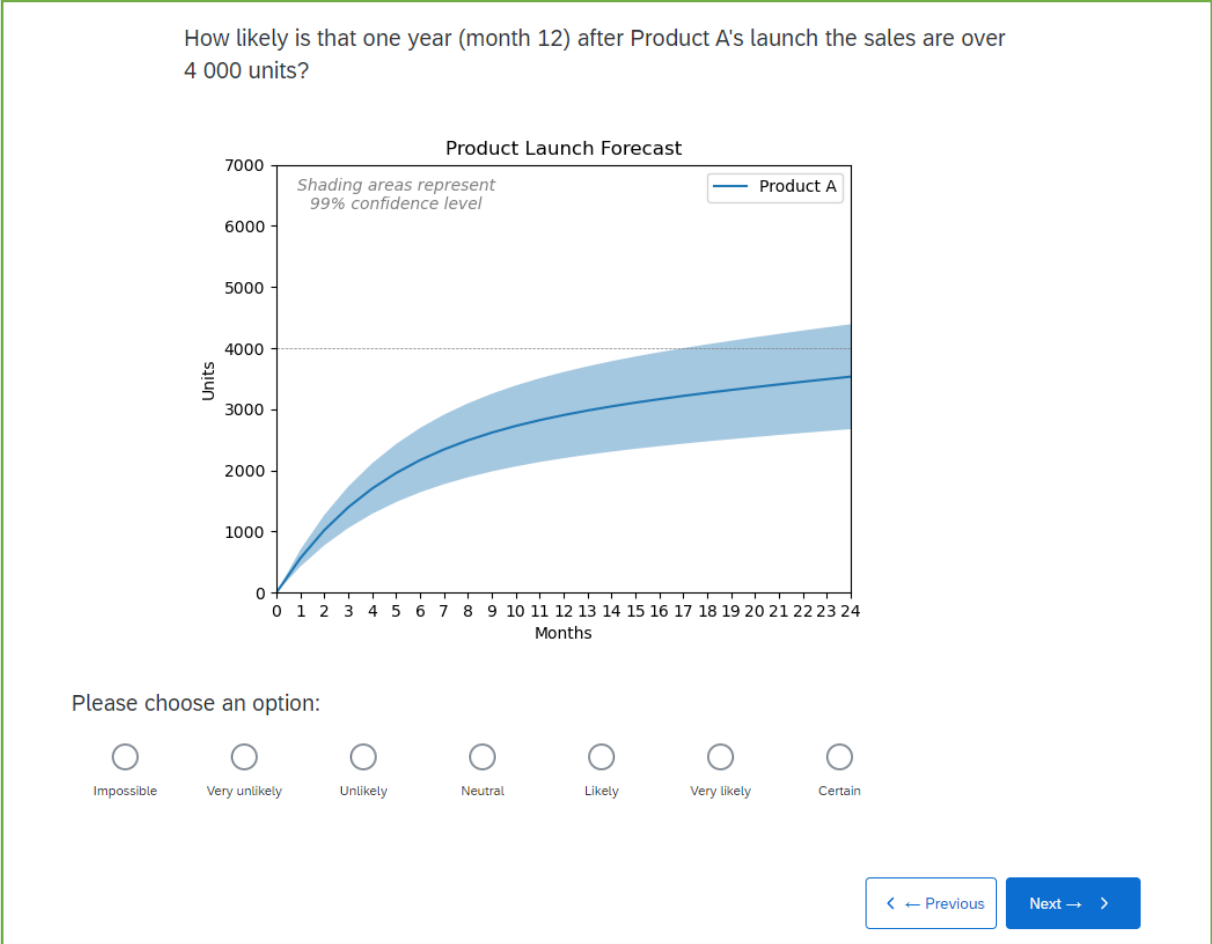 How likely is that one year (month 12) after Product A's launch the sales are over
4 000 units?
Product Launch Forecast
7000
Shading areas represent
99% confidence level
Product A
6000
5000
4000
3000
2000
1000
0
Units
0 1 2 3 4 5 6 7 8 9 10 11 12 13 14 15 16 17 18 19 20 21 22 23 24
Months
Please choose an option:
Impossible Very unlikely Unlikely Neutral Likely Very likely Certain
← Previous Next →